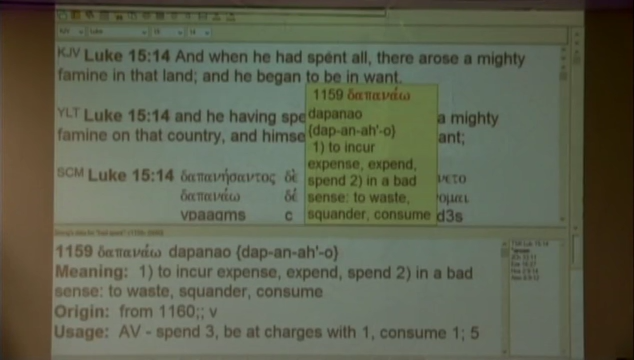 KJV Luke 15:14 And when he had spent all, there arose a mighty
famine in that land; and he began to be in want.
YLT Luke 15:14 and he having spe
a mighty
famine on that country, and himse
ant;
1159 δαπανάω
dapanao
{dap-an-ah'-o}
1) to incur
expense, expend,
spend 2) in a bad
sense: to waste,
squander, consume
SCM Luke 15:14 δαπανήσαντος δὲ
νετο
δαπανάω δέ
ομαι
vpaagms c
d3s
1159 δαπανάω dapanao {dap-an-ah'-o}
Meaning: 1) to incur expense, expend, spend 2) in a bad
sense: to waste, squander, consume
Origin: from 1160;; v
Usage: AV - spend 3, be at charges with 1, consume 1; 5